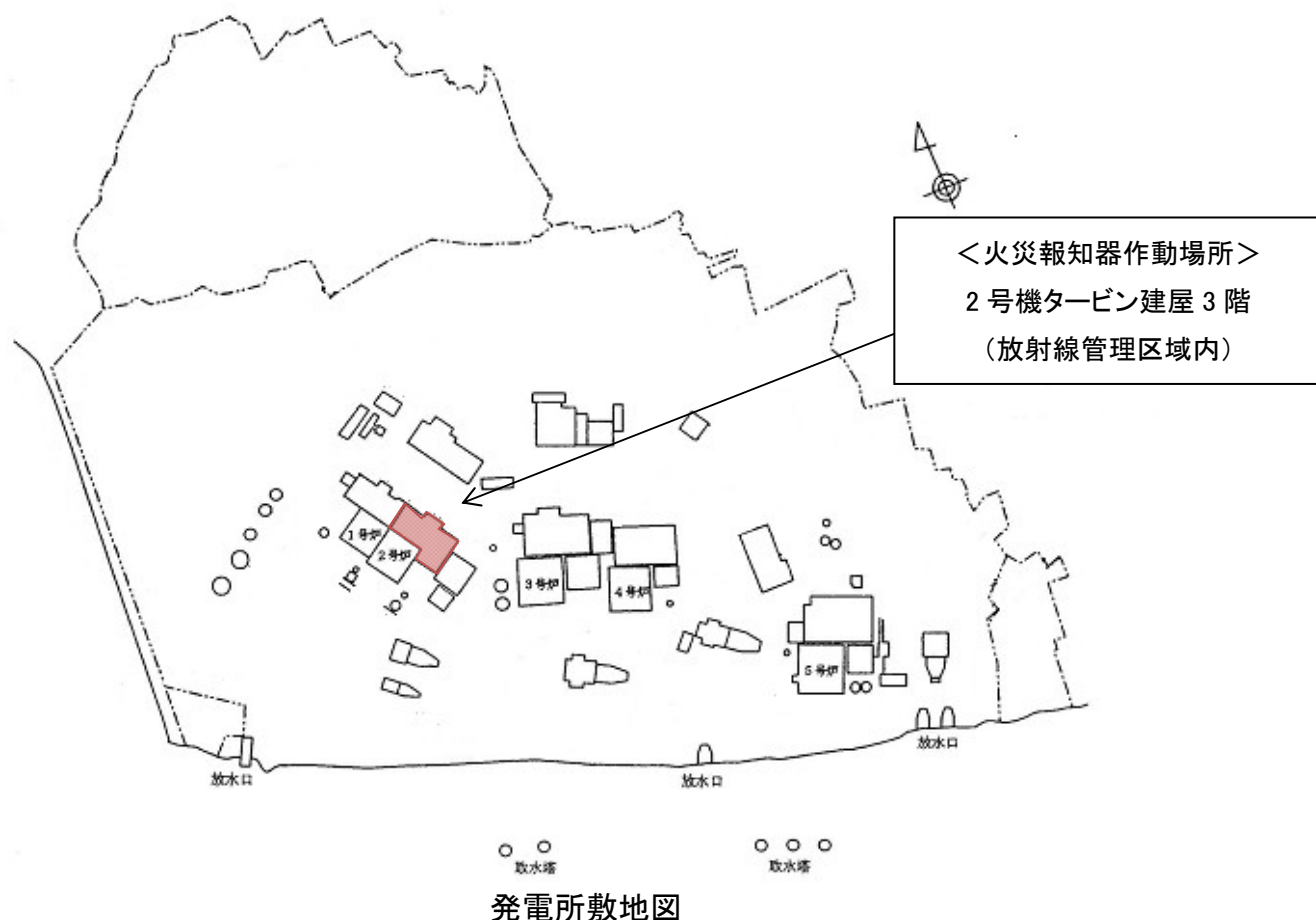 ＜火災報知器作動場所＞
2 号機タービン建屋 3 階
（放射線管理区域内）
1号炉
2号炉
3号炉
4号炉
5号炉
放水口
放水口
放水口
取水塔
取水塔
発電所敷地図